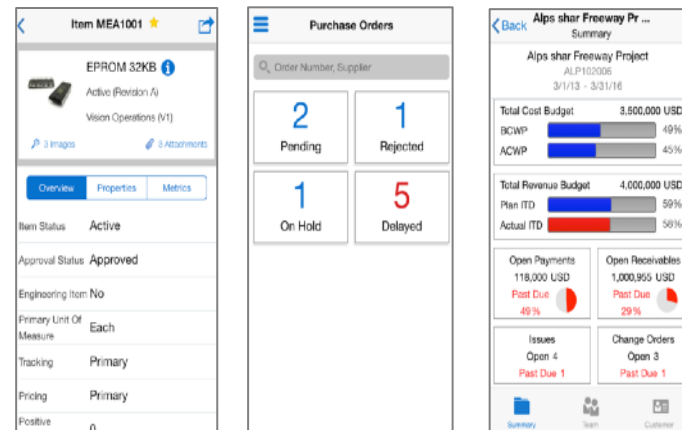 Item MEA1001
EPROM 32KB
Active (Revision A)
Vision Operations (V1)
3 Images
3 Attachments
Overview
Properties
Metrics
Item Status Active
Approval Status Approved
Engineering Item No
Primary Unit Of
Measure
Each
Tracking Primary
Pricing Primary
Positive
0
Purchase Orders
Order Number, Supplier
2
Pending
1
Rejected
1
On Hold
5
Delayed
Back
Alps shar Freeway Pr ...
Summary
Alps shar Freeway Project
ALP102006
3/1/13 - 3/31/16
Total Cost Budget 3,500,000 USD
BCWP 49%
ACWP 45%
Total Revenue Budget 4,000,000 USD
Plan ITD 59%
Actual ITD 58%
Open Payments
118,000 USD
Past Due
49%
Open Receivables
1,000,955 USD
Past Due
29%
Issues
Open 4
Past Due 1
Change Orders
Open 3
Past Due 1
Summary
Team
Customer